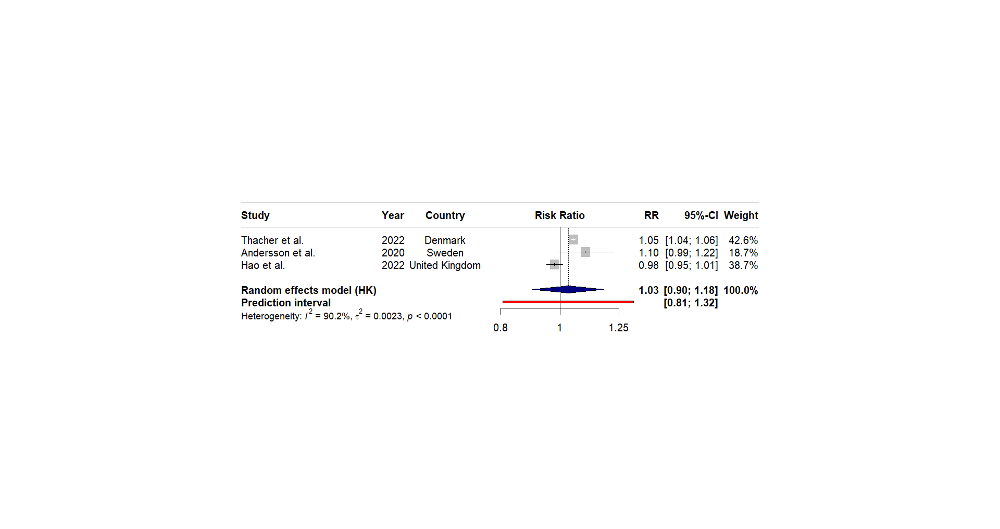 Study Year Country Risk Ratio RR 95%-CI Weight
Thacher et al. 2022 Denmark 1.05 [1.04; 1.06] 42.6%
Andersson et al. 2020 Sweden 1.10 [0.99; 1.22] 18.7%
Hao et al. 2022 United Kingdom 0.98 [0.95; 1.01] 38.7%
Random effects model (HK) 1.03 [0.90; 1.18] 100.0%
Prediction interval [0.81; 1.32]
Heterogeneity: I² = 90.2%, τ² = 0.0023, p < 0.0001
0.8 1 1.25